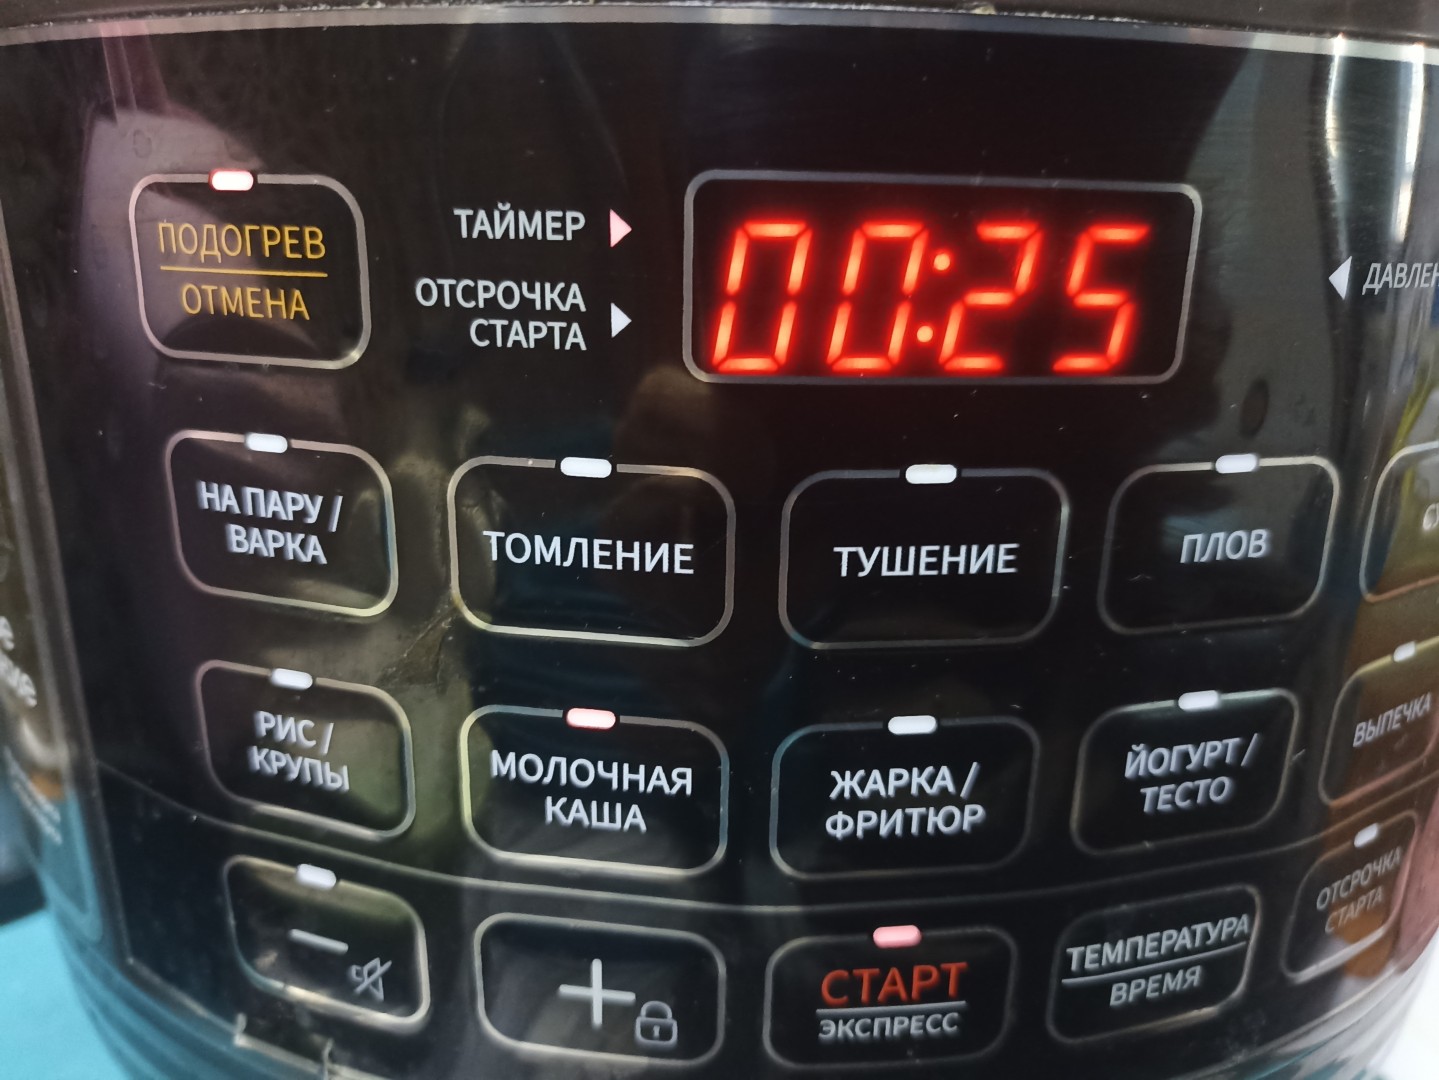 ПОДОГРЕВ
ОТМЕНА
ТАЙМЕР
ОТСРОЧКА
СТАРТА
00:25
НА ПАРУ /
ВАРКА
ТОМЛЕНИЕ
ТУШЕНИЕ
ПЛОВ
РИС /
КРУПЫ
МОЛОЧНАЯ
КАША
ЖАРКА /
ФРИТЮР
ЙОГУРТ /
ТЕСТО
ВЫПЕЧКА
СТАРТ
ЭКСПРЕСС
ТЕМПЕРАТУРА
ВРЕМЯ
ОТСРОЧКА
СТАРТА